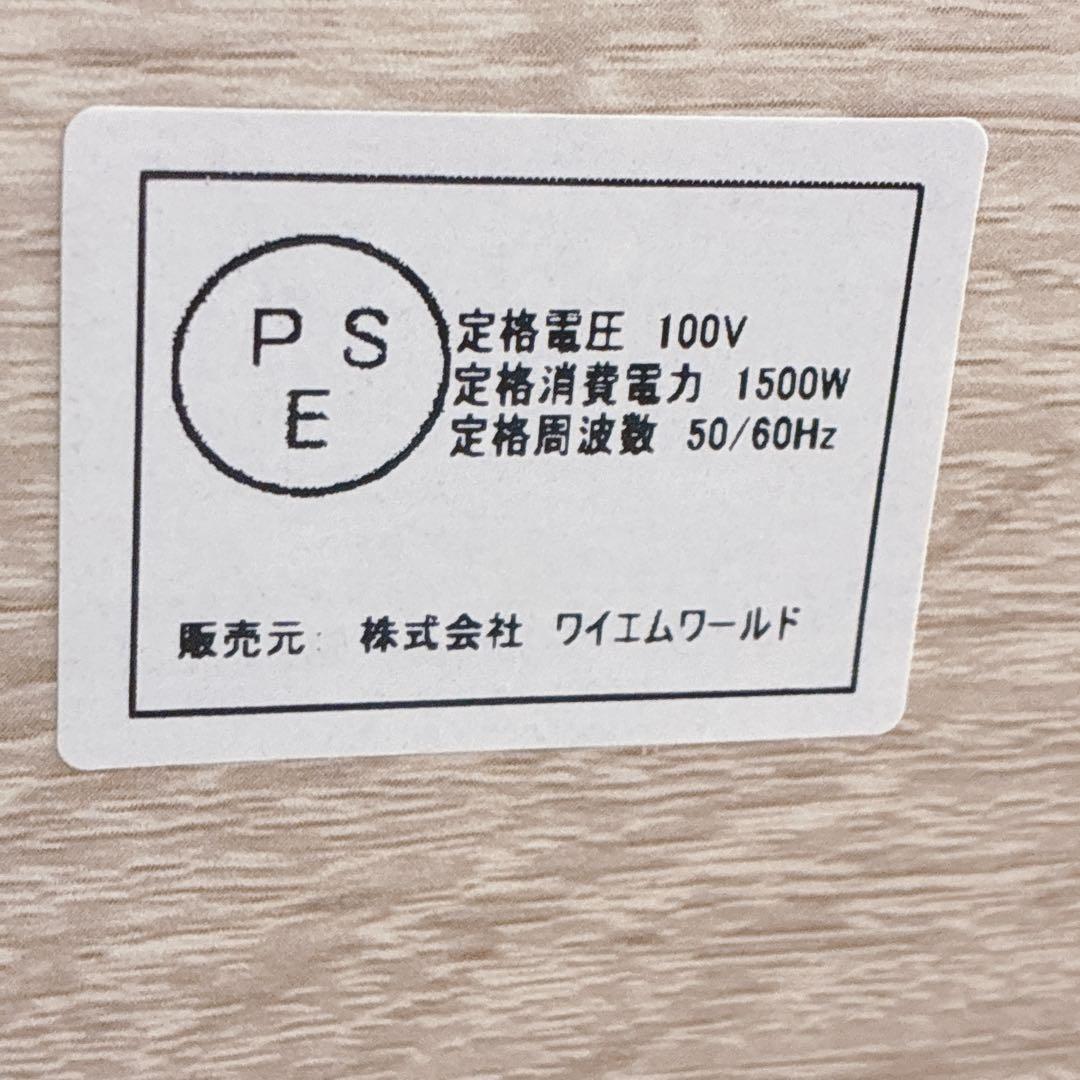 P S
E
定格電圧 100V
定格消費電力 1500W
定格周波数 50/60Hz
販売元: 株式会社 ワイエムワールド